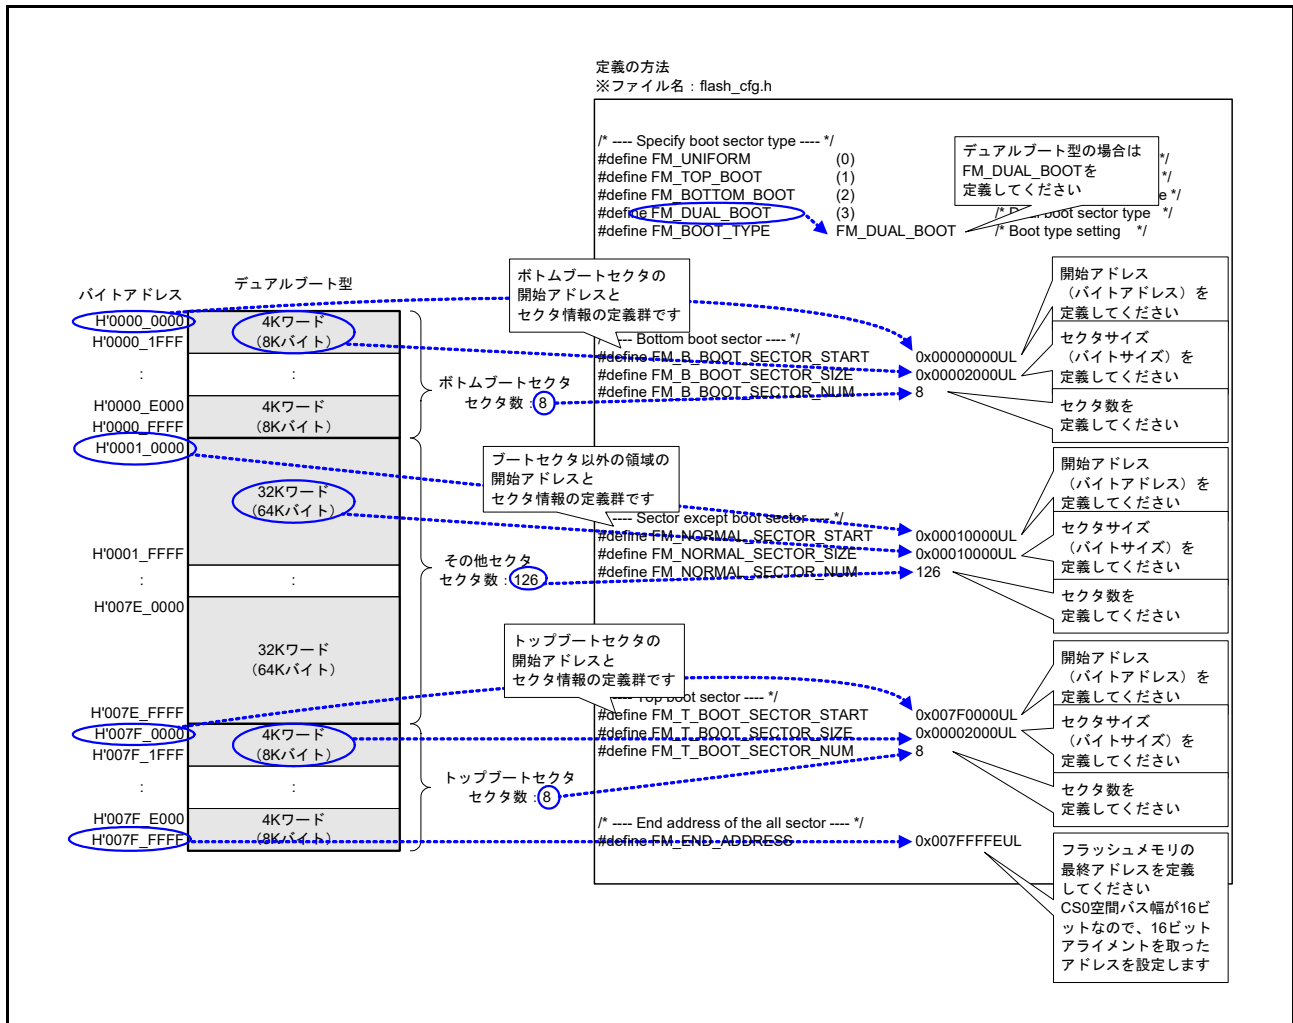 定義の方法
※ファイル名：flash_cfg.h
/* ---- Specify boot sector type ---- */
#define FM_UNIFORM (0) */
#define FM_TOP_BOOT (1) */
#define FM_BOTTOM_BOOT (2) e */
#define FM_DUAL_BOOT (3) /* boot sector type */
#define FM_BOOT_TYPE FM_DUAL_BOOT /* Boot type setting */
デュアルブート型の場合は
FM_DUAL_BOOTを
定義してください
バイトアドレス
デュアルブート型
H'0000_0000
H'0000_1FFF
:
H'0000_E000
H'0000_FFFF
H'0001_0000
H'0001_FFFF
:
H'007E_0000
H'007E_FFFF
H'007F_0000
H'007F_1FFF
:
H'007F_E000
H'007F_FFFF
4Kワード
（8Kバイト）
:
4Kワード
（8Kバイト）
32Kワード
（64Kバイト）
:
32Kワード
（64Kバイト）
4Kワード
（8Kバイト）
:
4Kワード
（8Kバイト）
ボトムブートセクタ
セクタ数：8
その他セクタ
セクタ数：126
トップブートセクタ
セクタ数：8
ボトムブートセクタの
開始アドレスと
セクタ情報の定義群です
/* ---- Bottom boot sector ---- */
#define FM_B_BOOT_SECTOR_START 0x00000000UL
#define FM_B_BOOT_SECTOR_SIZE 0x00002000UL
#define FM_B_BOOT_SECTOR_NUM 8
開始アドレス
（バイトアドレス）を
定義してください
セクタサイズ
（バイトサイズ）を
定義してください
セクタ数を
定義してください
ブートセクタ以外の領域の
開始アドレスと
セクタ情報の定義群です
---- Sector except boot sector ---- */
#define FM_NORMAL_SECTOR_START 0x00010000UL
#define FM_NORMAL_SECTOR_SIZE 0x00010000UL
#define FM_NORMAL_SECTOR_NUM 126
開始アドレス
（バイトアドレス）を
定義してください
セクタサイズ
（バイトサイズ）を
定義してください
セクタ数を
定義してください
トップブートセクタの
開始アドレスと
セクタ情報の定義群です
---- Top boot sector ---- */
#define FM_T_BOOT_SECTOR_START 0x007F0000UL
#define FM_T_BOOT_SECTOR_SIZE 0x00002000UL
#define FM_T_BOOT_SECTOR_NUM 8
開始アドレス
（バイトアドレス）を
定義してください
セクタサイズ
（バイトサイズ）を
定義してください
セクタ数を
定義してください
/* ---- End address of the all sector ---- */
#define FM_END_ADDRESS 0x007FFFFEUL
フラッシュメモリの
最終アドレスを定義
してください
CS0空間バス幅が16ビ
ットなので、16ビット
アライメントを取った
アドレスを設定します